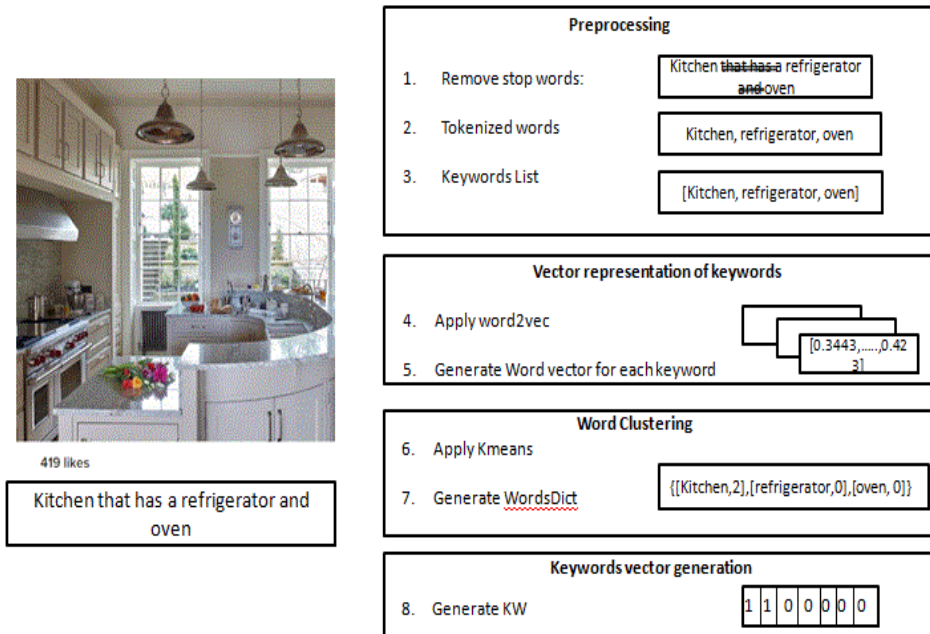 419 likes
Kitchen that has a refrigerator and
oven
Preprocessing
1. Remove stop words:
Kitchen that has a refrigerator
and oven
2. Tokenized words
Kitchen, refrigerator, oven
3. Keywords List
[Kitchen, refrigerator, oven]
Vector representation of keywords
4. Apply word2vec
5. Generate Word vector for each keyword
[0.3443,.....,0.42
3]
Word Clustering
6. Apply Kmeans
7. Generate WordsDict
{[Kitchen,2],[refrigerator,0],[oven, 0]}
Keywords vector generation
8. Generate KW
1 1 0 0 0 0 0